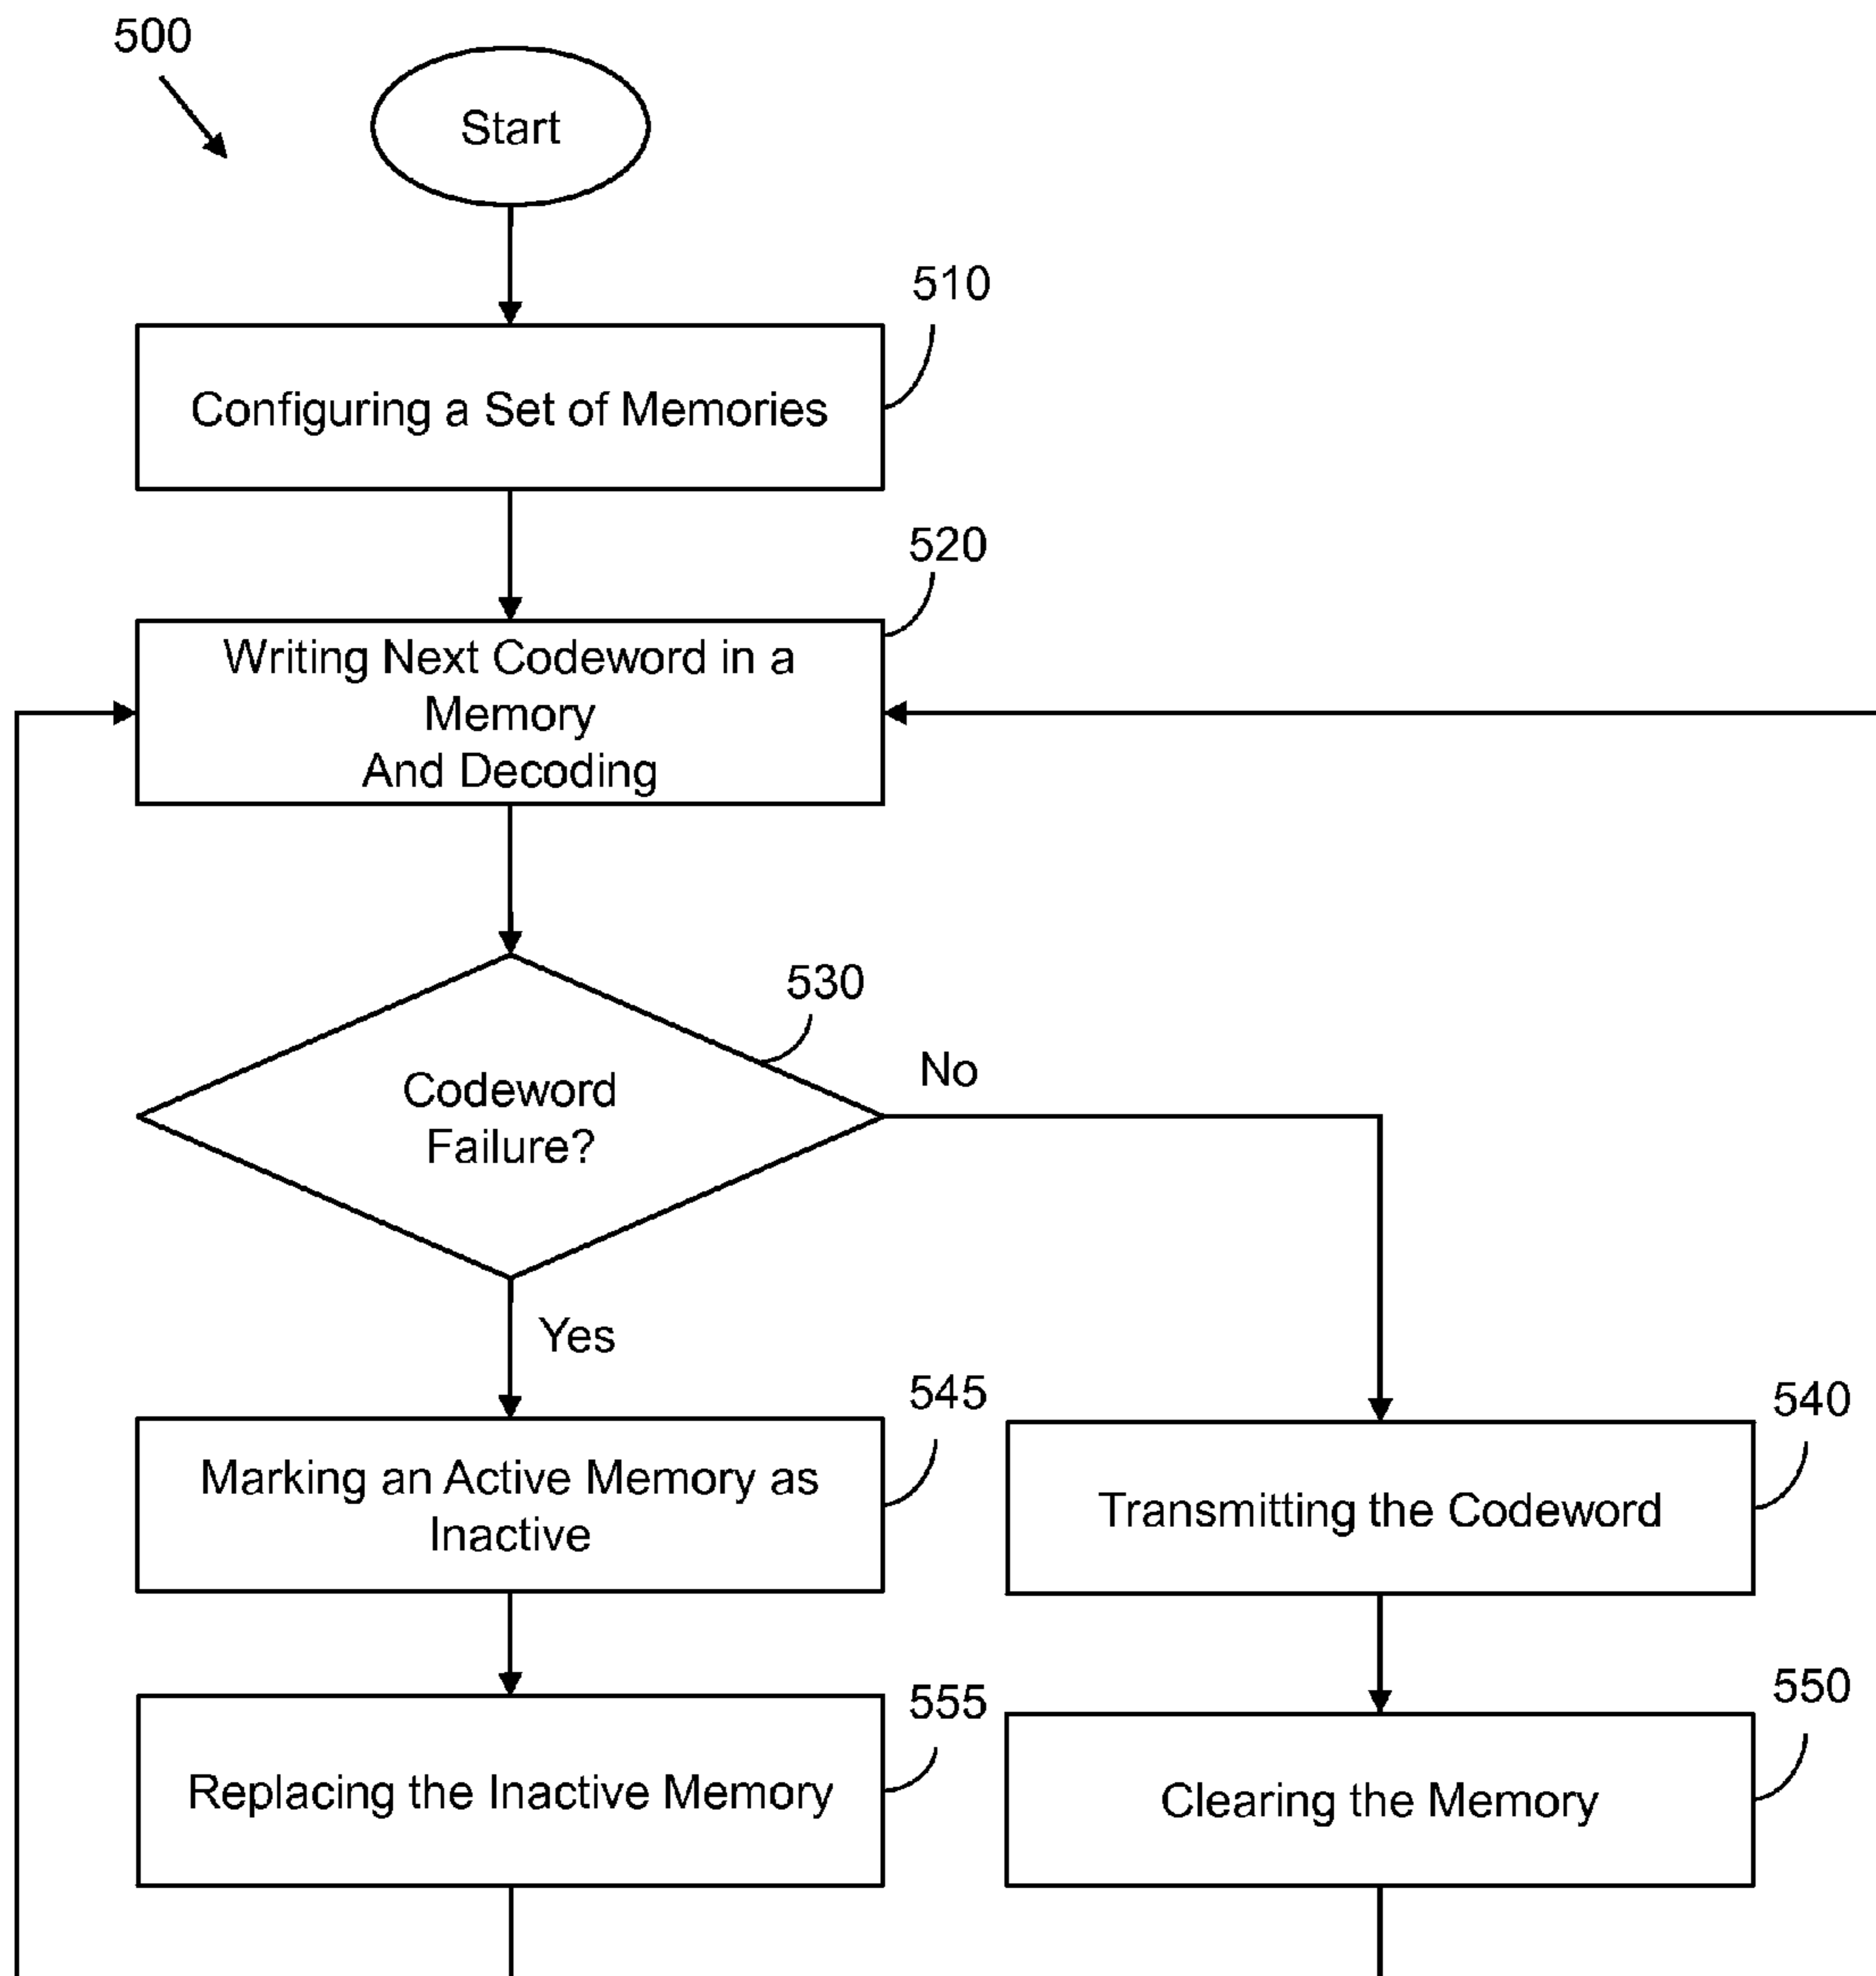 500
Start
510
Configuring a Set of Memories
520
Writing Next Codeword in a
Memory
And Decoding
530
Codeword
Failure?
No
Yes
545
Marking an Active Memory as
Inactive
540
Transmitting the Codeword
555
Replacing the Inactive Memory
550
Clearing the Memory